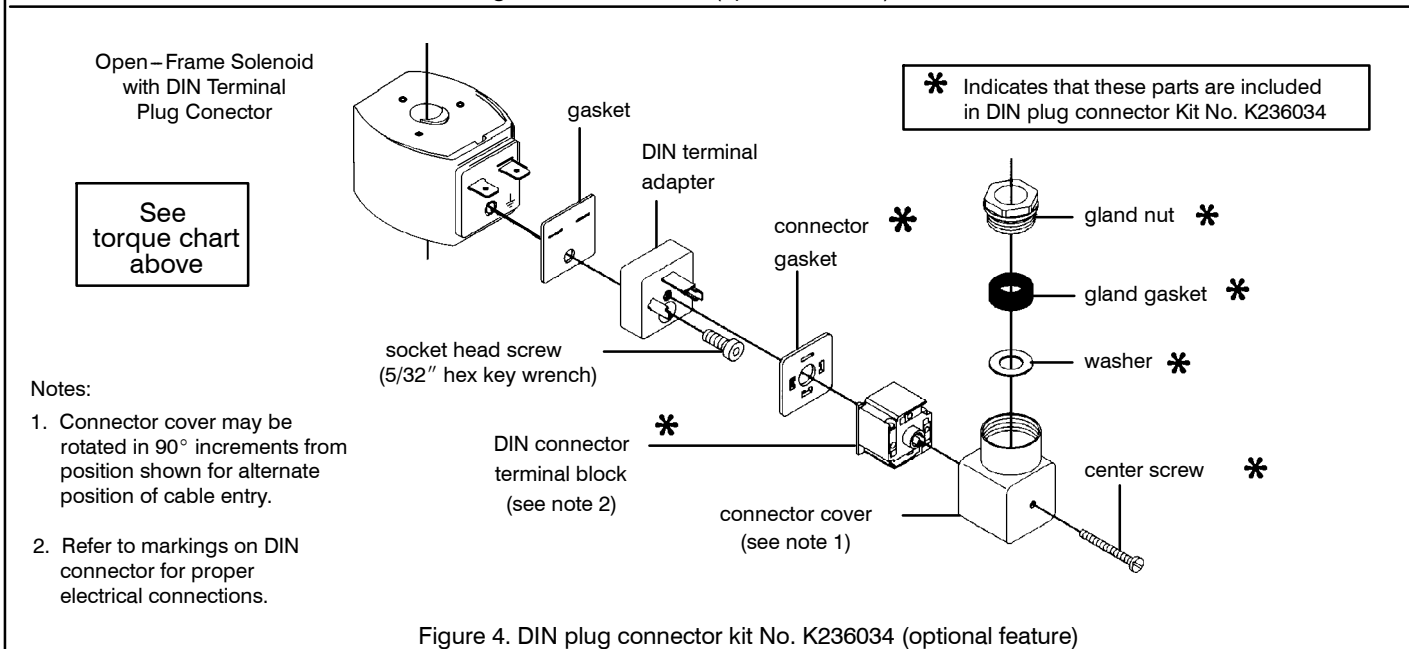 Open–Frame Solenoid
with DIN Terminal
Plug Conector
gasket
DIN terminal
adapter
* Indicates that these parts are included
in DIN plug connector Kit No. K236034
See
torque chart
above
connector *
gasket
gland nut *
gland gasket *
washer *
socket head screw
(5/32″ hex key wrench)
DIN connector *
terminal block
(see note 2)
connector cover
(see note 1)
center screw *
Notes:
1. Connector cover may be
rotated in 90° increments from
position shown for alternate
position of cable entry.
2. Refer to markings on DIN
connector for proper
electrical connections.
Figure 4. DIN plug connector kit No. K236034 (optional feature)